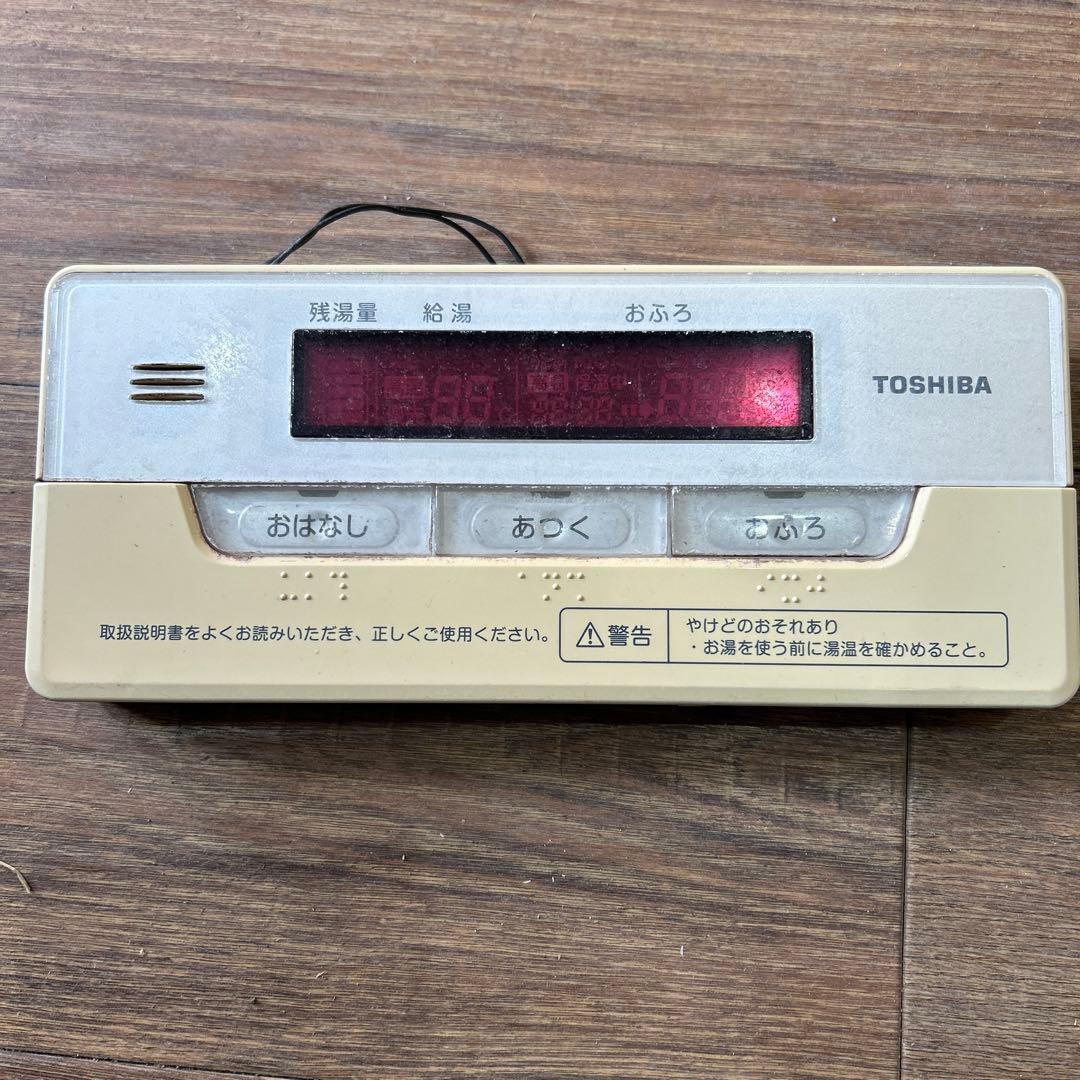 残湯量 給湯 おふろ
TOSHIBA
おはなし あつく おふろ
取扱説明書をよくお読みいただき、正しくご使用ください。
⚠警告
やけどのおそれあり
・お湯を使う前に湯温を確かめること。